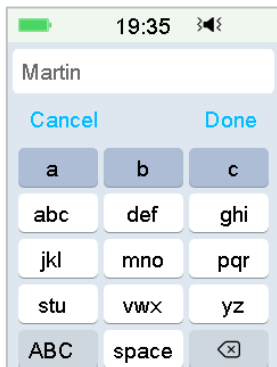 19:35
Martin
Cancel Done
a b c
abc def ghi
jkl mno pqr
stu vwx yz
ABC space